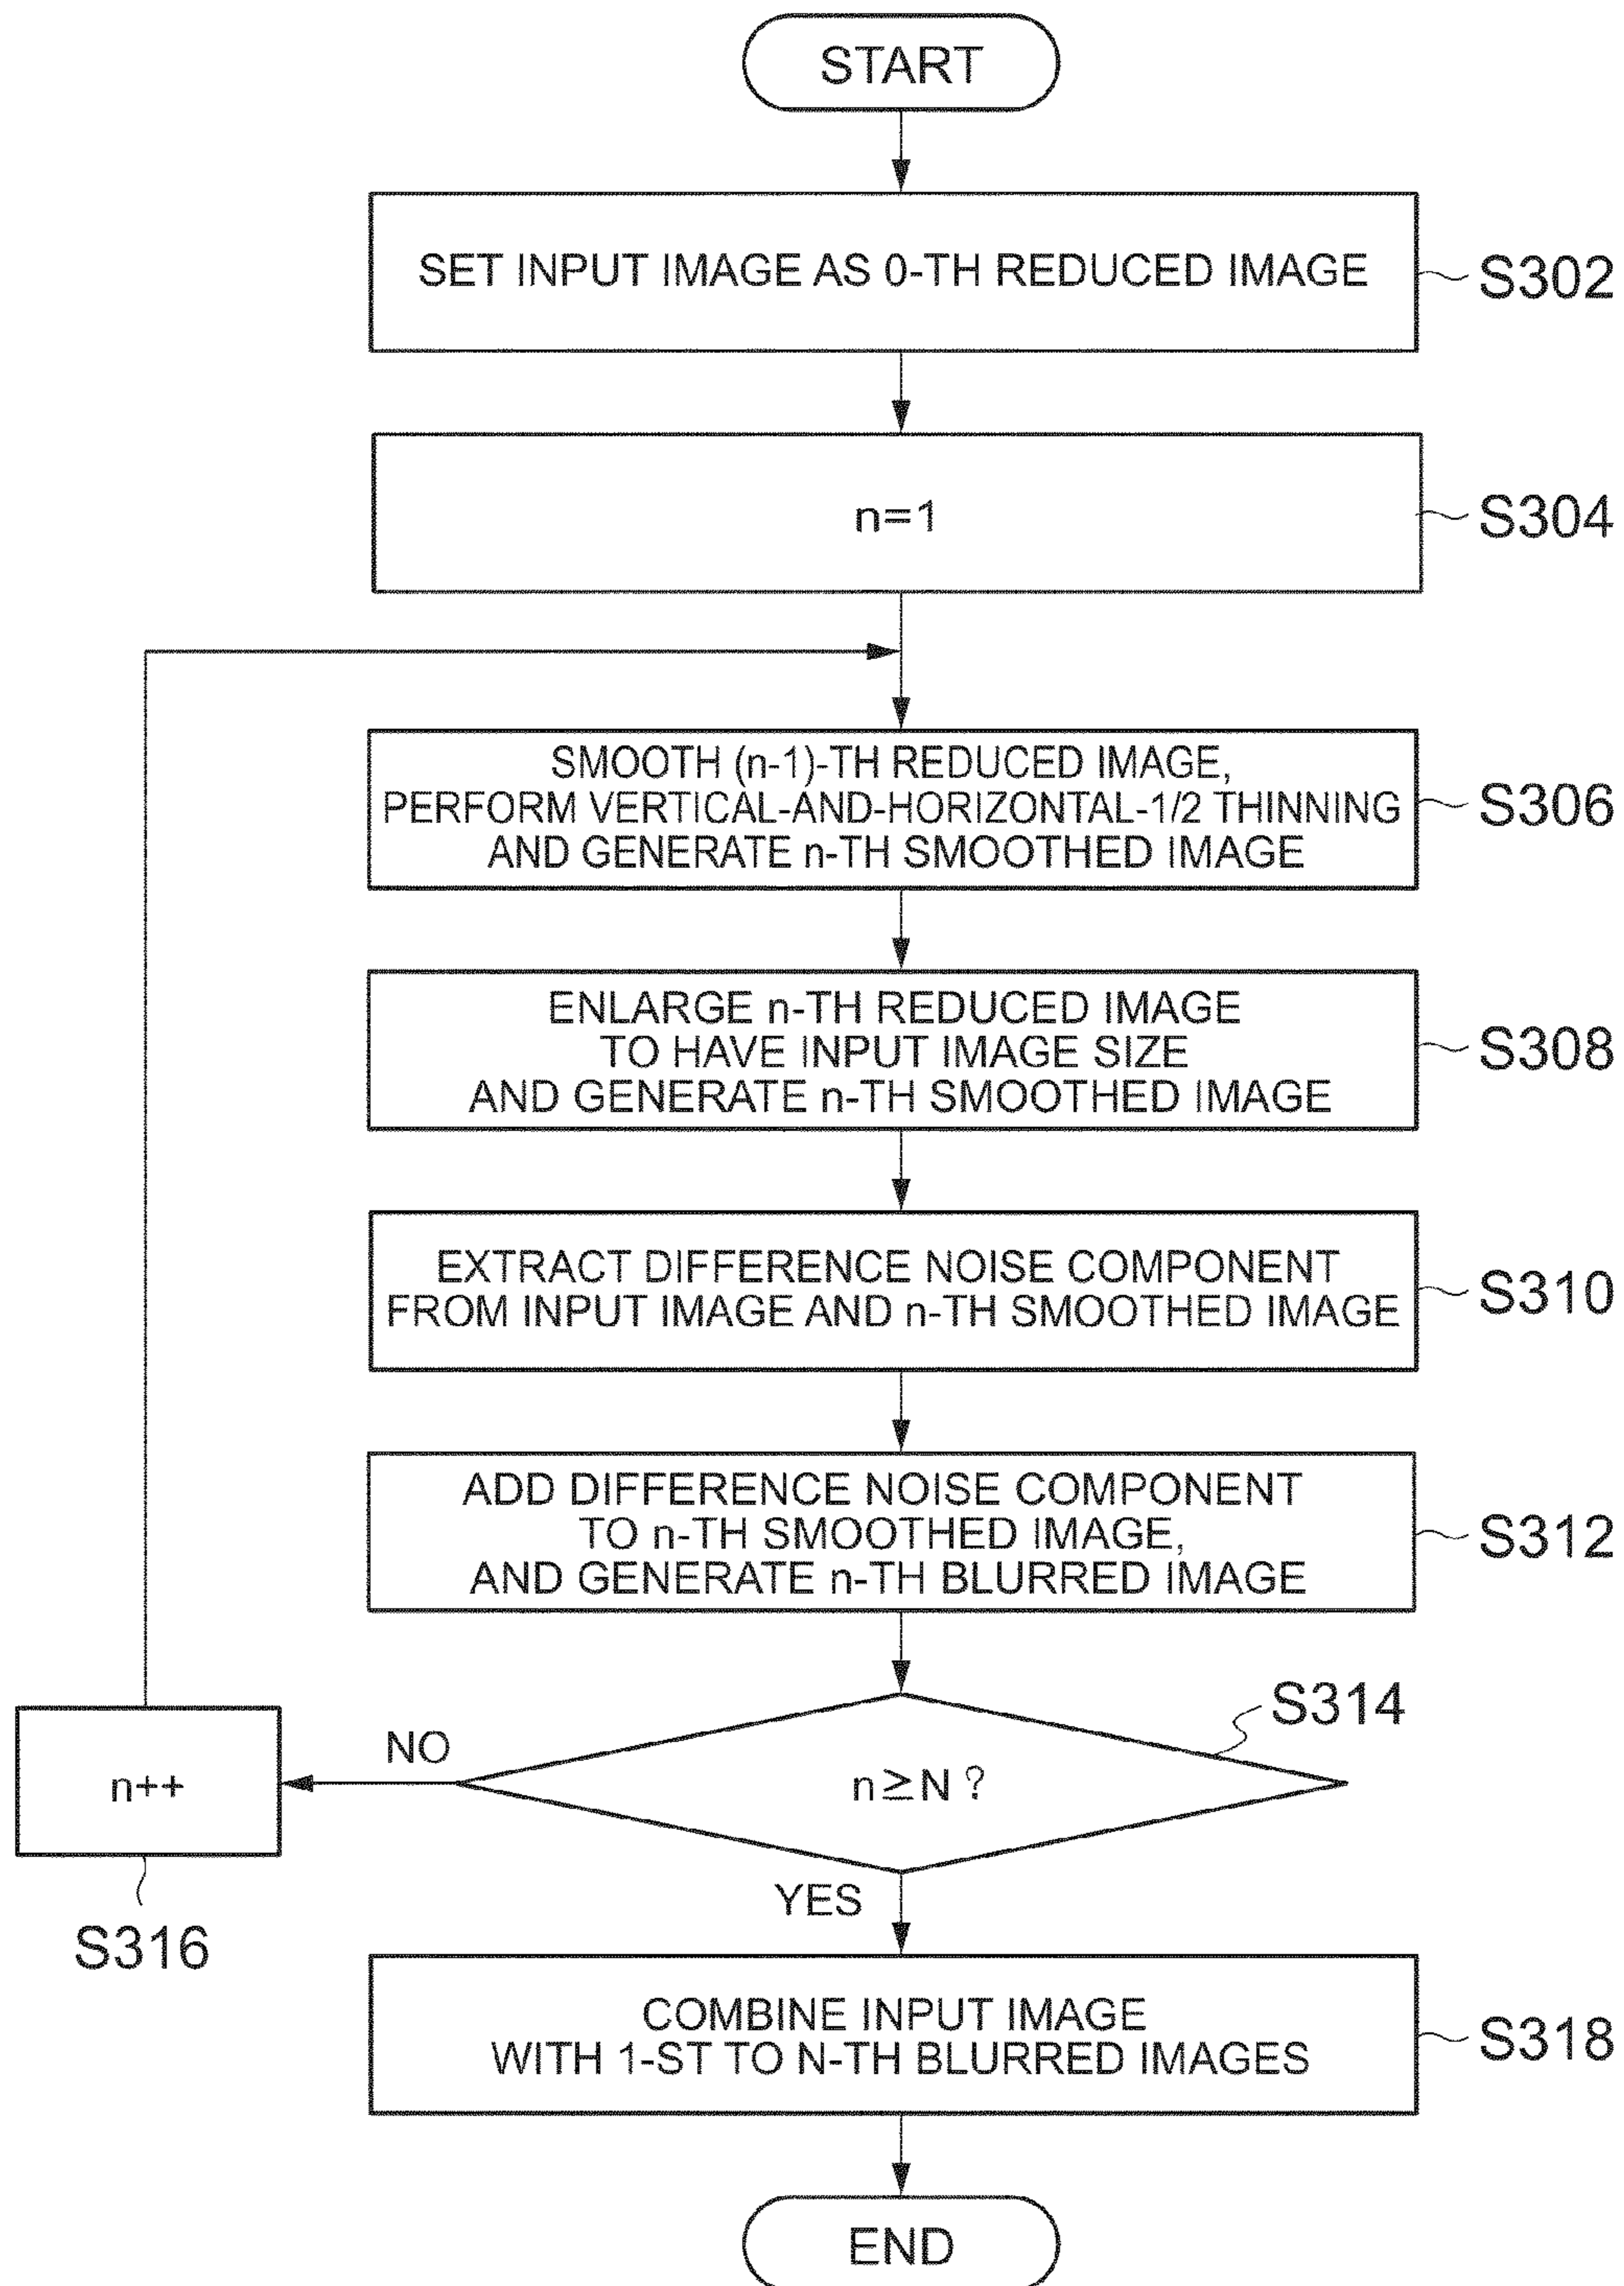 START
SET INPUT IMAGE AS 0-TH REDUCED IMAGE
S302
n=1
S304
SMOOTH (n-1)-TH REDUCED IMAGE,
PERFORM VERTICAL-AND-HORIZONTAL-1/2 THINNING
AND GENERATE n-TH SMOOTHED IMAGE
S306
ENLARGE n-TH REDUCED IMAGE
TO HAVE INPUT IMAGE SIZE
AND GENERATE n-TH SMOOTHED IMAGE
S308
EXTRACT DIFFERENCE NOISE COMPONENT
FROM INPUT IMAGE AND n-TH SMOOTHED IMAGE
S310
ADD DIFFERENCE NOISE COMPONENT
TO n-TH SMOOTHED IMAGE,
AND GENERATE n-TH BLURRED IMAGE
S312
n≧N ?
S314
NO
n++
S316
YES
COMBINE INPUT IMAGE
WITH 1-ST TO N-TH BLURRED IMAGES
S318
END